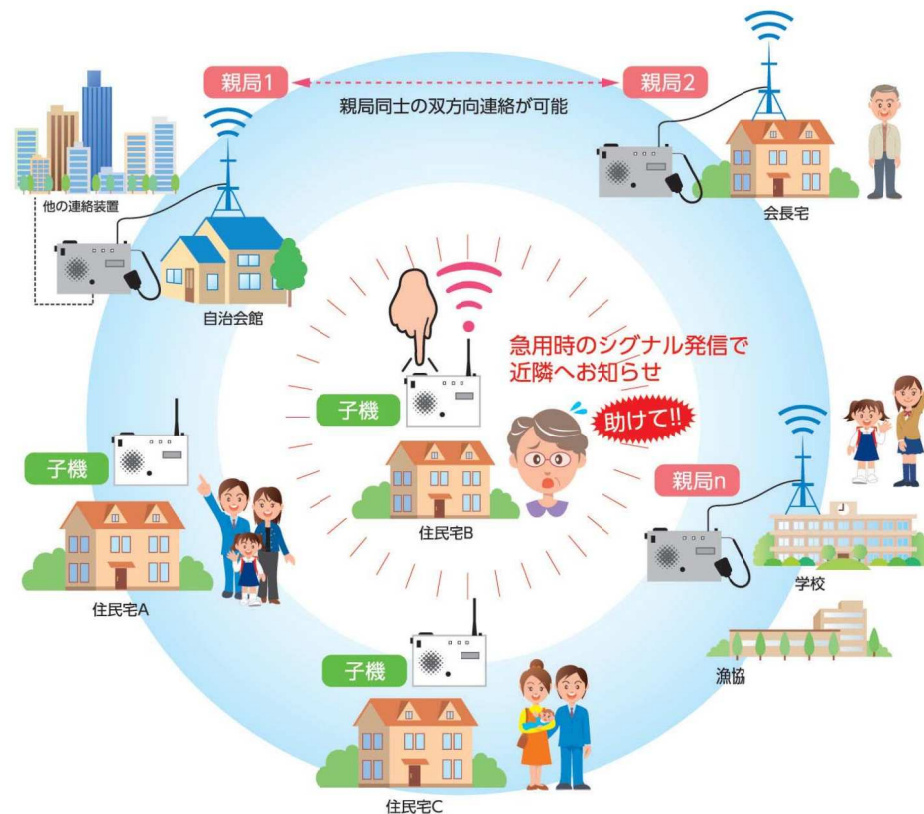 親局1
親局2
親局同士の双方向連絡が可能
他の連絡装置
会長宅
自治会館
急用時のシグナル発信で
近隣へお知らせ
子機
助けて!!
子機
親局n
住民宅B
学校
住民宅A
子機
漁協
住民宅C